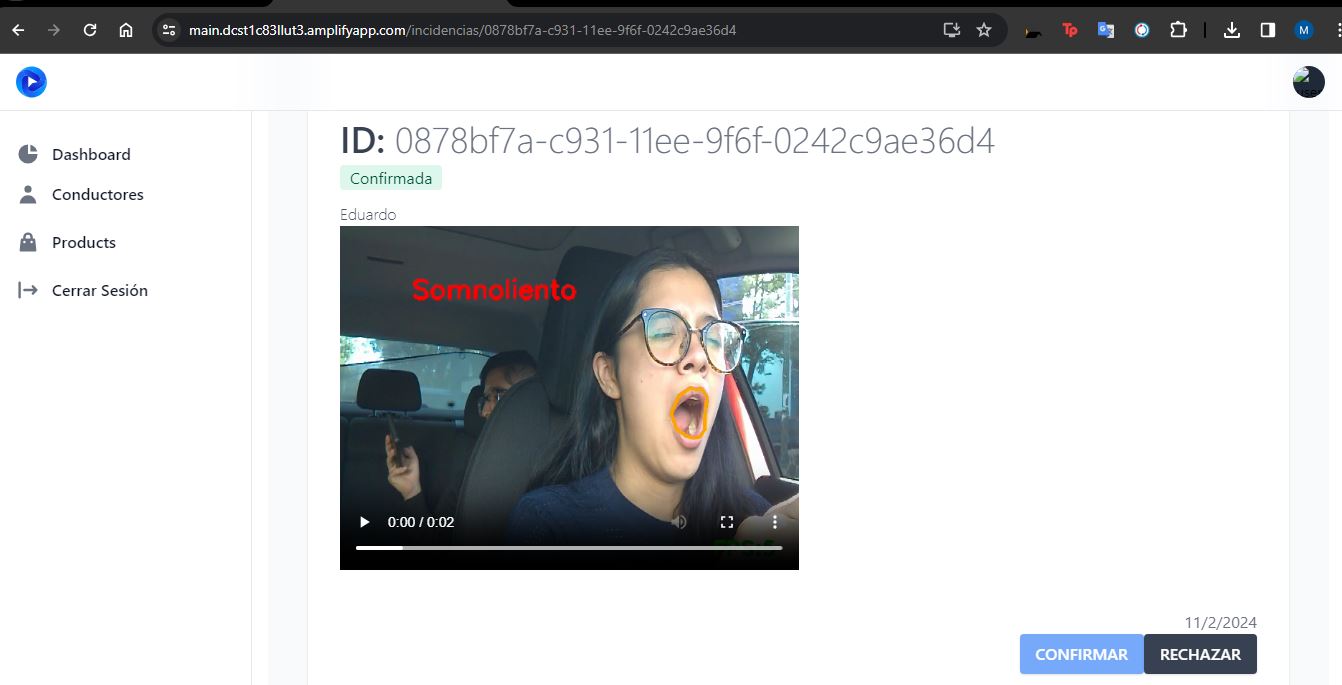 main.dcst1c83llut3.amplifyapp.com/incidencias/0878bf7a-c931-11ee-9f6f-0242c9ae36d4
Tp
M
Dashboard
Conductores
Products
Cerrar Sesión
ID: 0878bf7a-c931-11ee-9f6f-0242c9ae36d4
Confirmada
Eduardo
Somnoliento
0:00 / 0:02
11/2/2024
CONFIRMAR
RECHAZAR